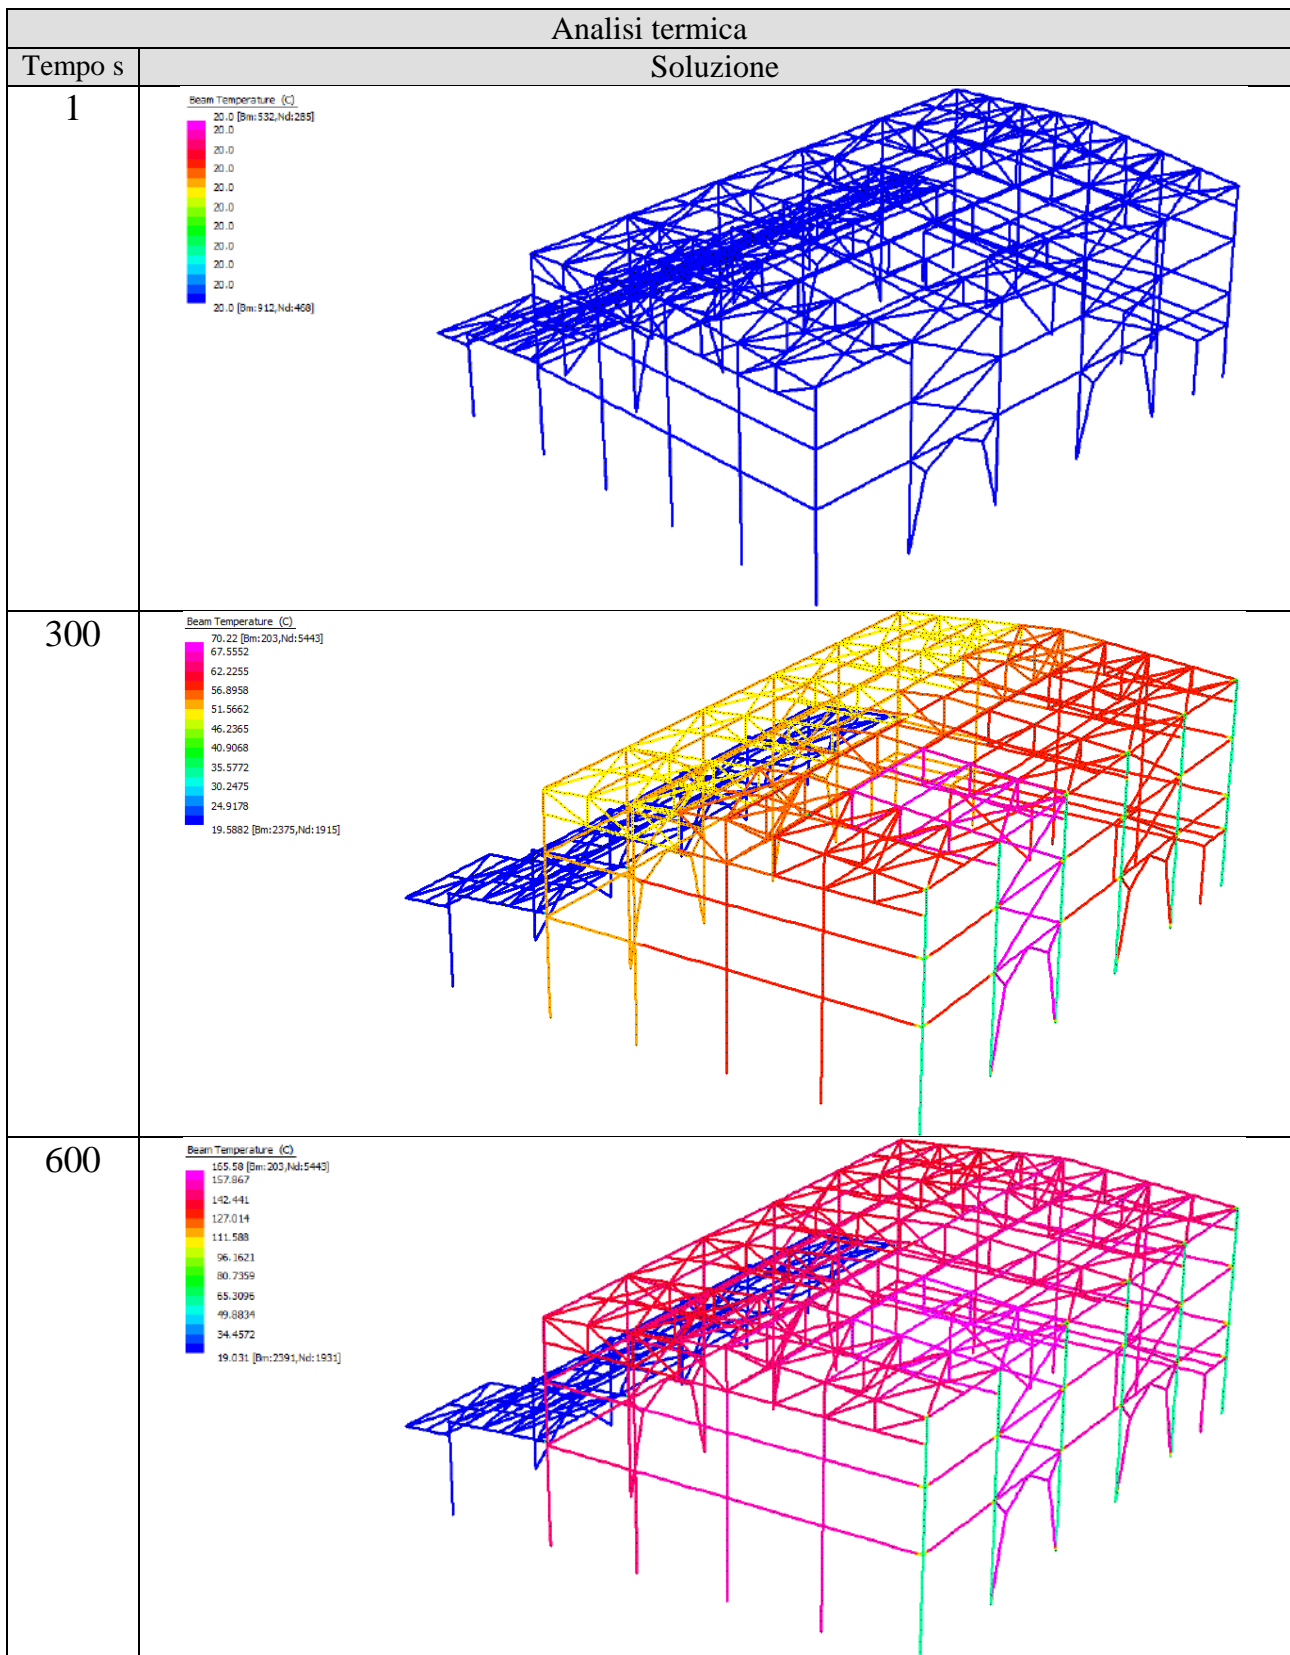 Analisi termica
Tempo s
Soluzione
1
Beam Temperature (C)
20.0 [Bm:532,Nd:285]
20.0
20.0
20.0
20.0
20.0
20.0
20.0
20.0
20.0
20.0 [Bm:912,Nd:468]
300
Beam Temperature (C)
70.22 [Bm:203,Nd:5443]
67.5552
62.2255
56.8958
51.5662
46.2365
40.9068
35.5772
30.2475
24.9178
19.5882 [Bm:2375,Nd:1915]
600
Beam Temperature (C)
165.58 [Bm:203,Nd:5443]
157.867
142.441
127.014
111.588
96.1621
80.7359
65.3096
49.8834
34.4572
19.031 [Bm:2391,Nd:1931]